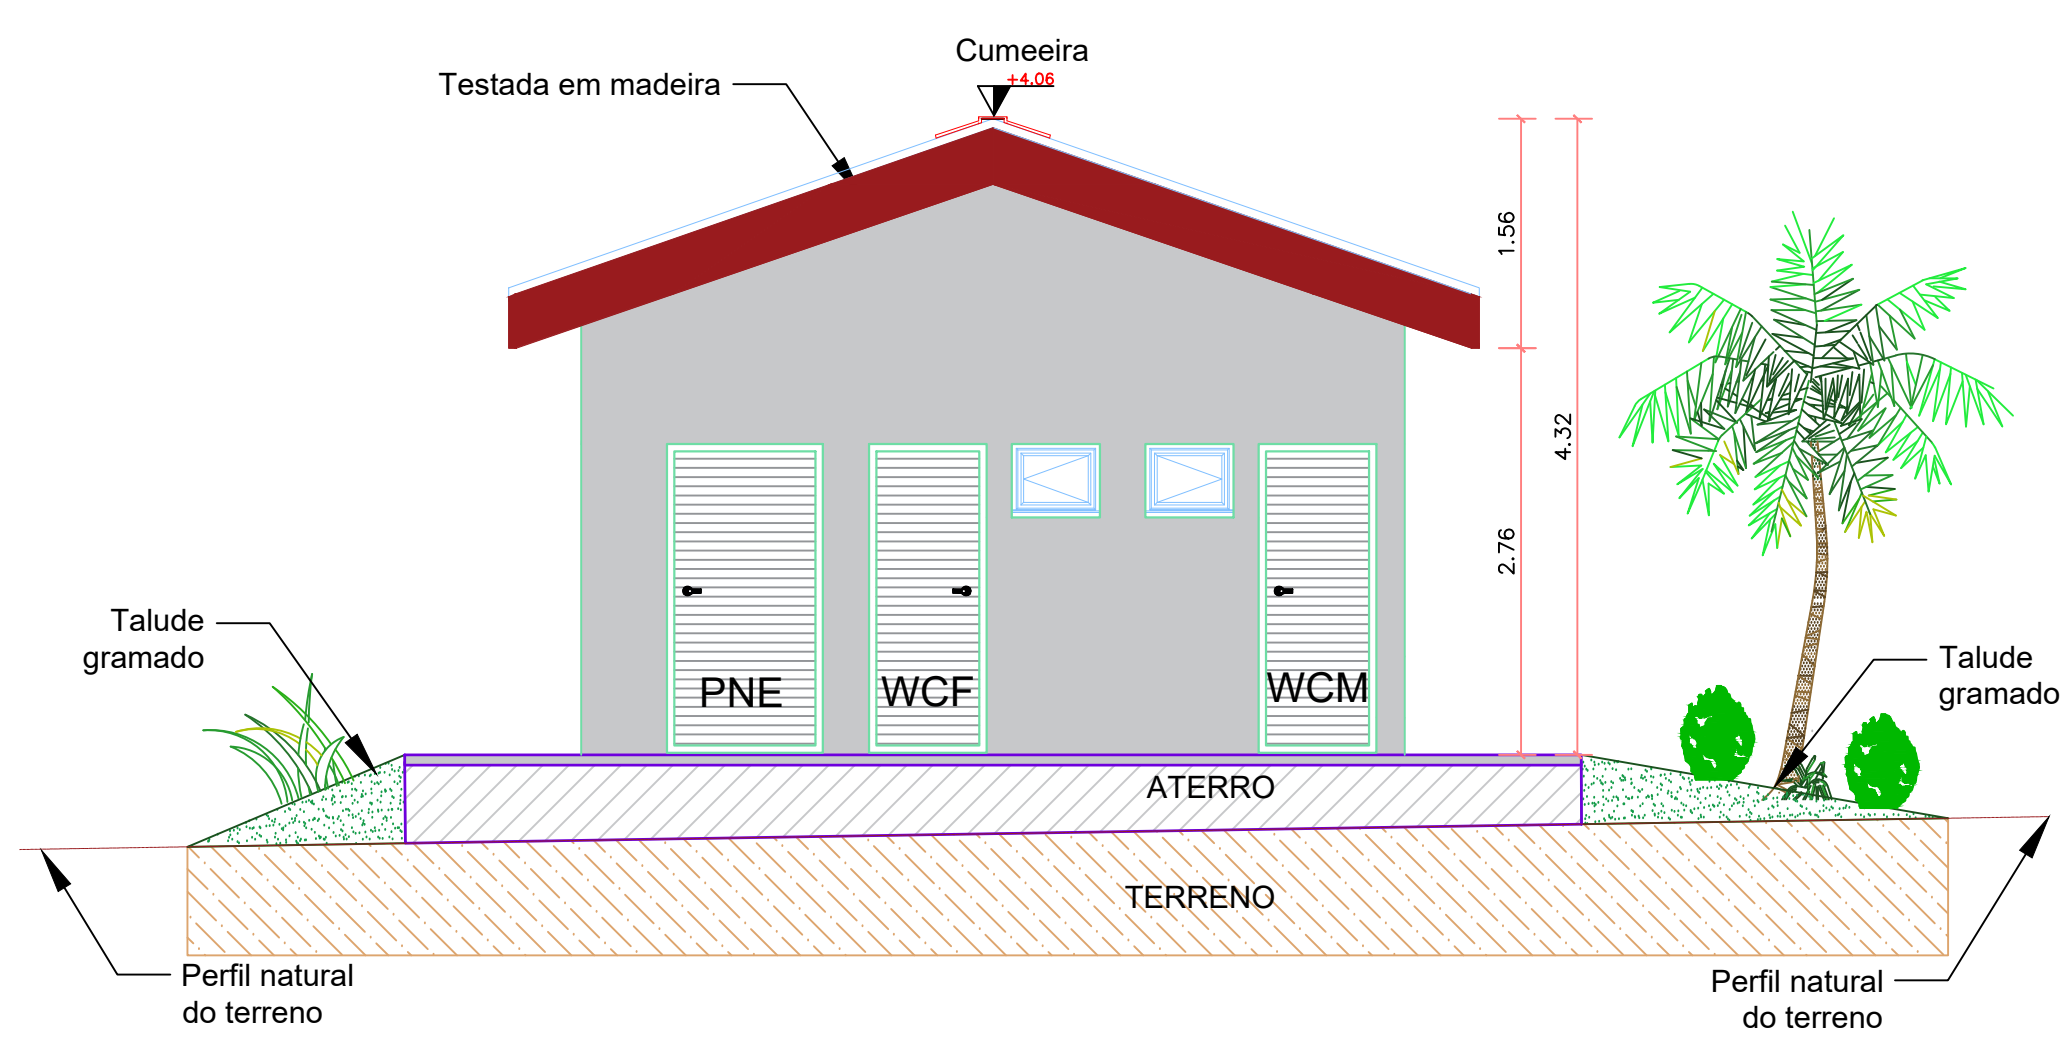 Cumeeira
+4.06
Testada em madeira
1.56
4.32
2.76
Talude
gramado
Talude
gramado
PNE
WCF
WCM
ATERRO
TERRENO
Perfil natural
do terreno
Perfil natural
do terreno